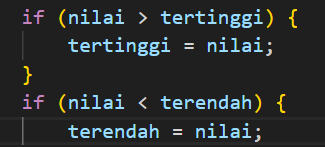 if (nilai > tertinggi) {
    tertinggi = nilai;
}
if (nilai < terendah) {
    terendah = nilai;